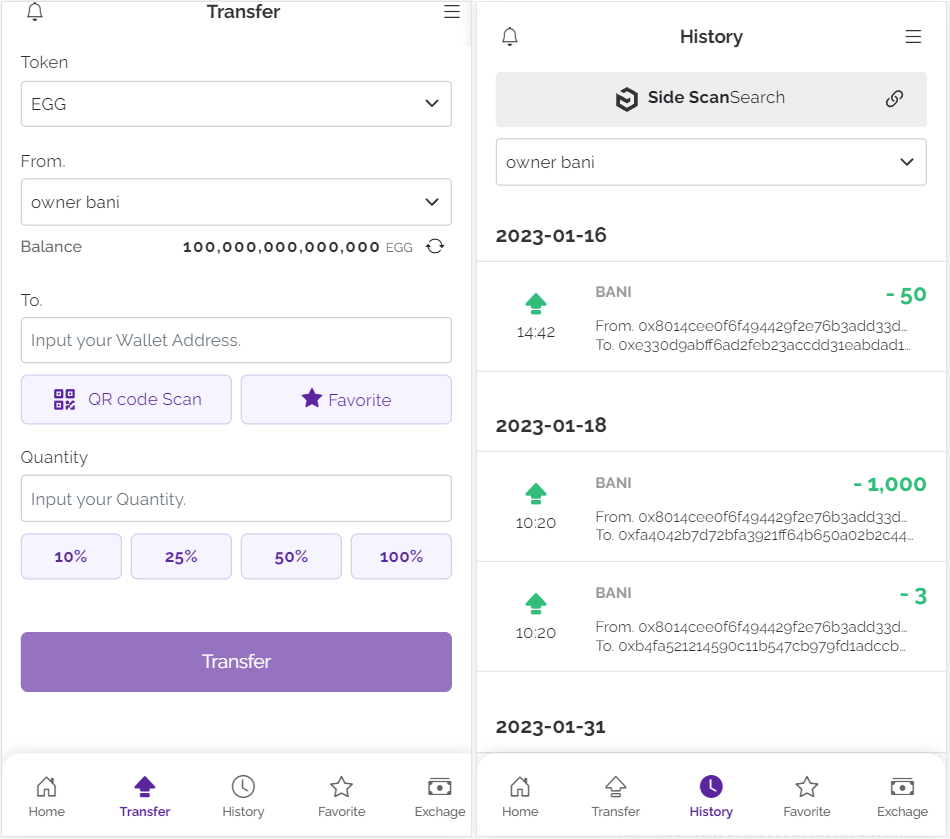 Transfer
Token
EGG
From.
owner bani
Balance 100,000,000,000,000 EGG
To.
Input your Wallet Address.
QR code Scan Favorite
Quantity
Input your Quantity.
10% 25% 50% 100%
Transfer
Home Transfer History Favorite Exchage
History
Side ScanSearch
owner bani
2023-01-16
BANI - 50
14:42
From. 0x8014cee0f6f494429f2e76b3add33d...
To. 0xe330d9abff6ad2feb23accdd31eabdad1...
2023-01-18
BANI - 1,000
10:20
From. 0x8014cee0f6f494429f2e76b3add33d...
To. 0xfa4042b7d72bfa3921ff64b650a02b2c44...
BANI - 3
10:20
From. 0x8014cee0f6f494429f2e76b3add33d...
To. 0xb4fa521214590c11b547cb979fd1adccb...
2023-01-31
Home Transfer History Favorite Exchage